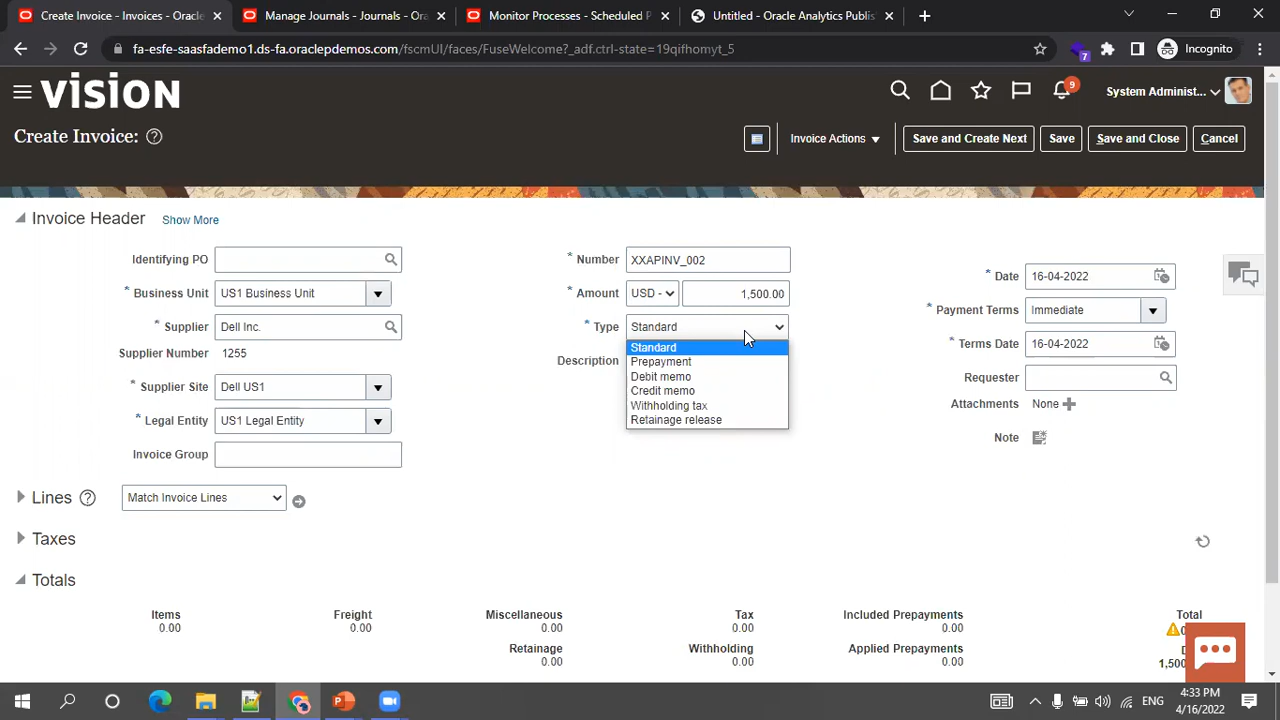 Create Invoice - Invoices - Oracle
Manage Journals - Journals - Ora
Monitor Processes - Scheduled P
Untitled - Oracle Analytics Publis
fa-esfe-saasfademo1.ds-fa.oraclepdemos.com/fscmUI/faces/FuseWelcome?_adf.ctrl-state=19qifhomyt_5
7
Incognito
vision
9
System Administ...
Create Invoice:
Invoice Actions
Save and Create Next
Save
Save and Close
Cancel
Invoice Header
Show More
Identifying PO
* Business Unit
US1 Business Unit
* Supplier
Dell Inc.
Supplier Number
1255
* Supplier Site
Dell US1
* Legal Entity
US1 Legal Entity
Invoice Group
* Number
XXAPINV_002
* Amount
USD -
1,500.00
* Type
Standard
Standard
Prepayment
Debit memo
Credit memo
Withholding tax
Retainage release
Description
* Date
16-04-2022
* Payment Terms
Immediate
* Terms Date
16-04-2022
Requester
Attachments
None
Note
Lines
Match Invoice Lines
Taxes
Totals
Items
0.00
Freight
0.00
Miscellaneous
0.00
Tax
0.00
Included Prepayments
0.00
Total
Retainage
0.00
Withholding
0.00
Applied Prepayments
0.00
ENG
4:33 PM
4/16/2022